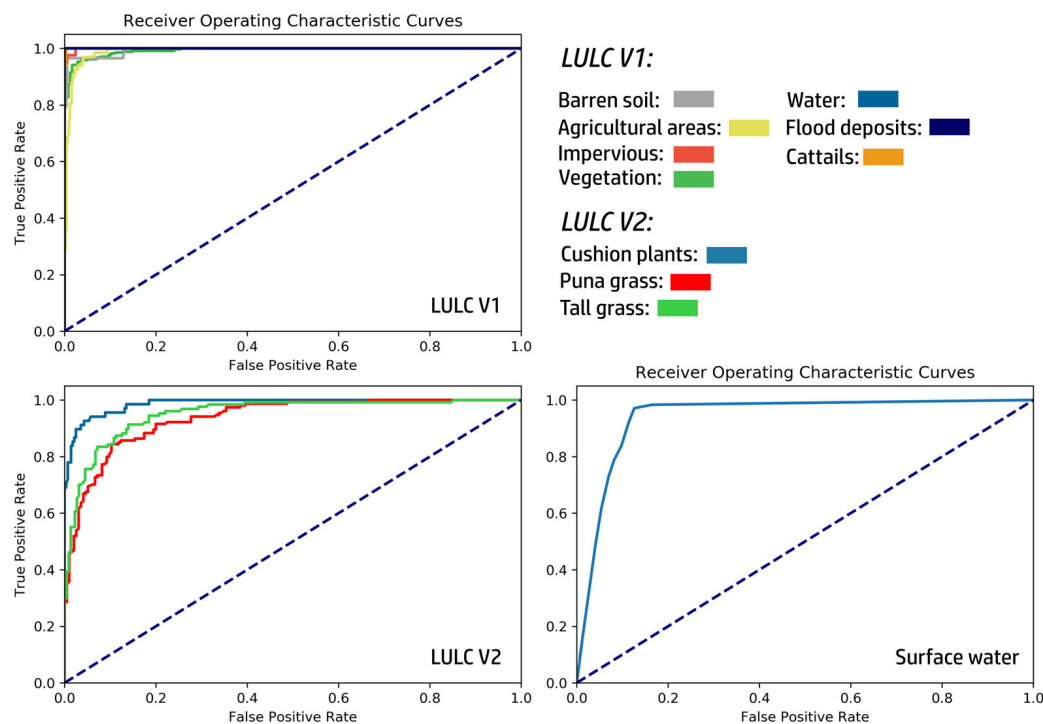 Receiver Operating Characteristic Curves
1.0
0.8
0.6
0.4
0.2
0.0
True Positive Rate
0.0 0.2 0.4 0.6 0.8 1.0
False Positive Rate
LULC V1
LULC V1:
Barren soil: Water:
Agricultural areas: Flood deposits:
Impervious: Cattails:
Vegetation:
LULC V2:
Cushion plants:
Puna grass:
Tall grass:
1.0
0.8
0.6
0.4
0.2
0.0
True Positive Rate
0.0 0.2 0.4 0.6 0.8 1.0
False Positive Rate
LULC V2
Receiver Operating Characteristic Curves
1.0
0.8
0.6
0.4
0.2
0.0
0.0 0.2 0.4 0.6 0.8 1.0
False Positive Rate
Surface water